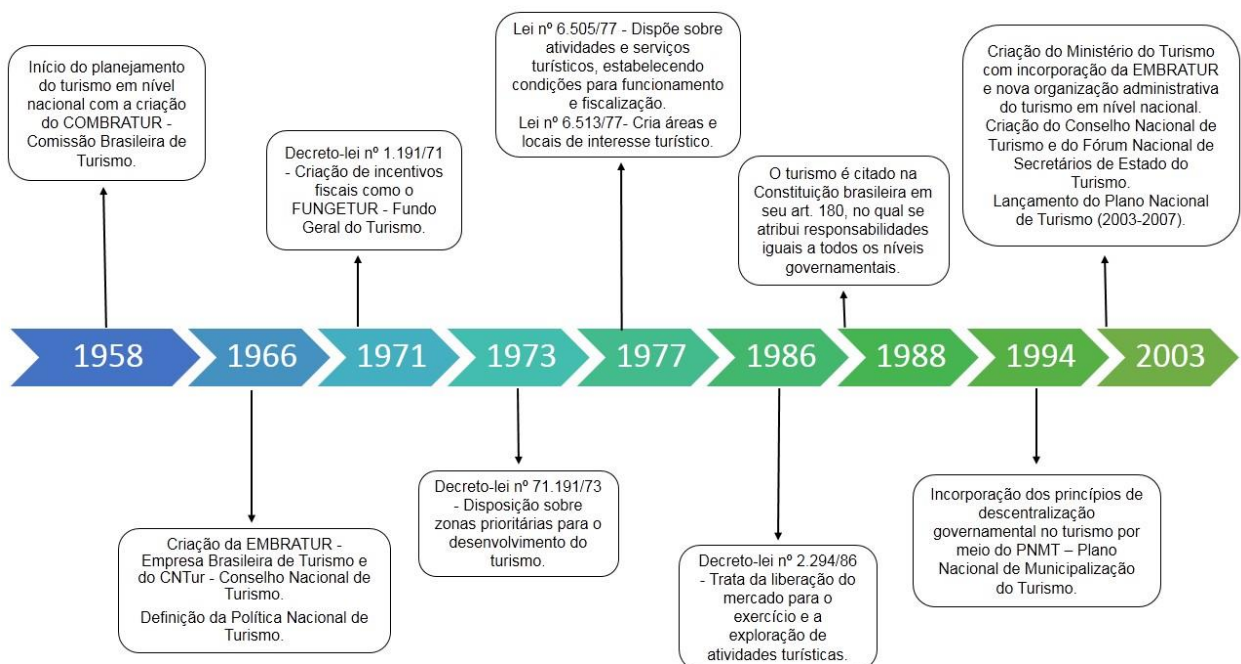 Início do planejamento
do turismo em nível
nacional com a criação
do COMBRATUR -
Comissão Brasileira de
Turismo.
Decreto-lei nº 1.191/71
- Criação de incentivos
fiscais como o
FUNGETUR - Fundo
Geral do Turismo.
Lei nº 6.505/77 - Dispõe sobre
atividades e serviços
turísticos, estabelecendo
condições para funcionamento
e fiscalização.
Lei nº 6.513/77- Cria áreas e
locais de interesse turístico.
O turismo é citado na
Constituição brasileira em
seu art. 180, no qual se
atribui responsabilidades
iguais a todos os níveis
governamentais.
Criação do Ministério do Turismo
com incorporação da EMBRATUR
e nova organização administrativa
do turismo em nível nacional.
Criação do Conselho Nacional de
Turismo e do Fórum Nacional de
Secretários de Estado do
Turismo.
Lançamento do Plano Nacional
de Turismo (2003-2007).
1958
1966
1971
1973
1977
1986
1988
1994
2003
Criação da EMBRATUR -
Empresa Brasileira de Turismo e
do CNTur - Conselho Nacional de
Turismo.
Definição da Política Nacional de
Turismo.
Decreto-lei nº 71.191/73
- Disposição sobre
zonas prioritárias para o
desenvolvimento do
turismo.
Decreto-lei nº 2.294/86
- Trata da liberação do
mercado para o
exercício e a
exploração de
atividades turísticas.
Incorporação dos princípios de
descentralização
governamental no turismo por
meio do PNMT – Plano
Nacional de Municipalização
do Turismo.